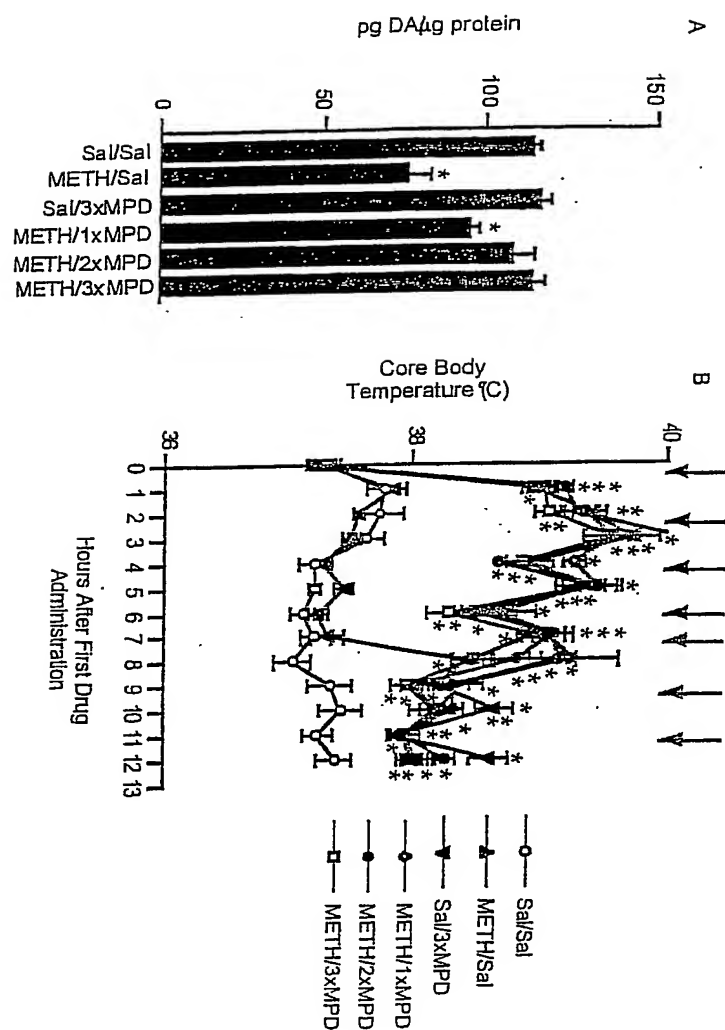 A
pg DA/μg protein
150
100
50
0
Sal/Sal
METH/Sal
Sal/3xMPD
METH/1xMPD
METH/2xMPD
METH/3xMPD
*
*
B
Core Body
Temperature (°C)
40
38
36
0 1 2 3 4 5 6 7 8 9 10 11 12 13
Hours After First Drug
Administration
Sal/Sal
METH/Sal
Sal/3xMPD
METH/1xMPD
METH/2xMPD
METH/3xMPD